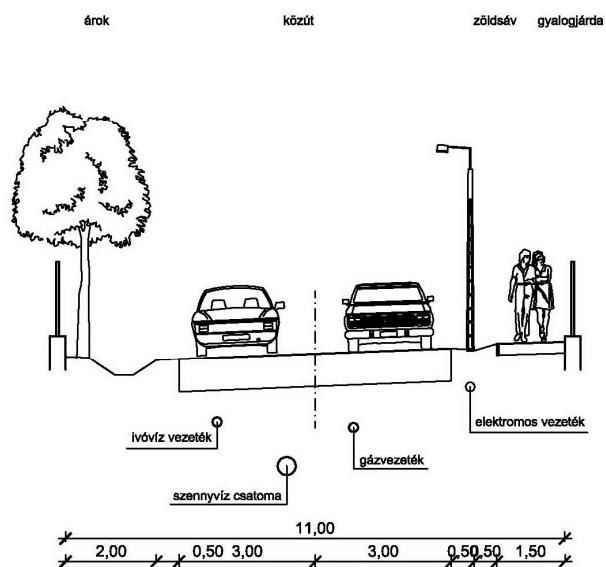 árok közút zöldsáv gyalogjárda
elektromos vezeték
ivóvíz vezeték
gázvezeték
szennyvíz csatorna
11,00
2,00 0,50 3,00 3,00 0,50 0,50 1,50